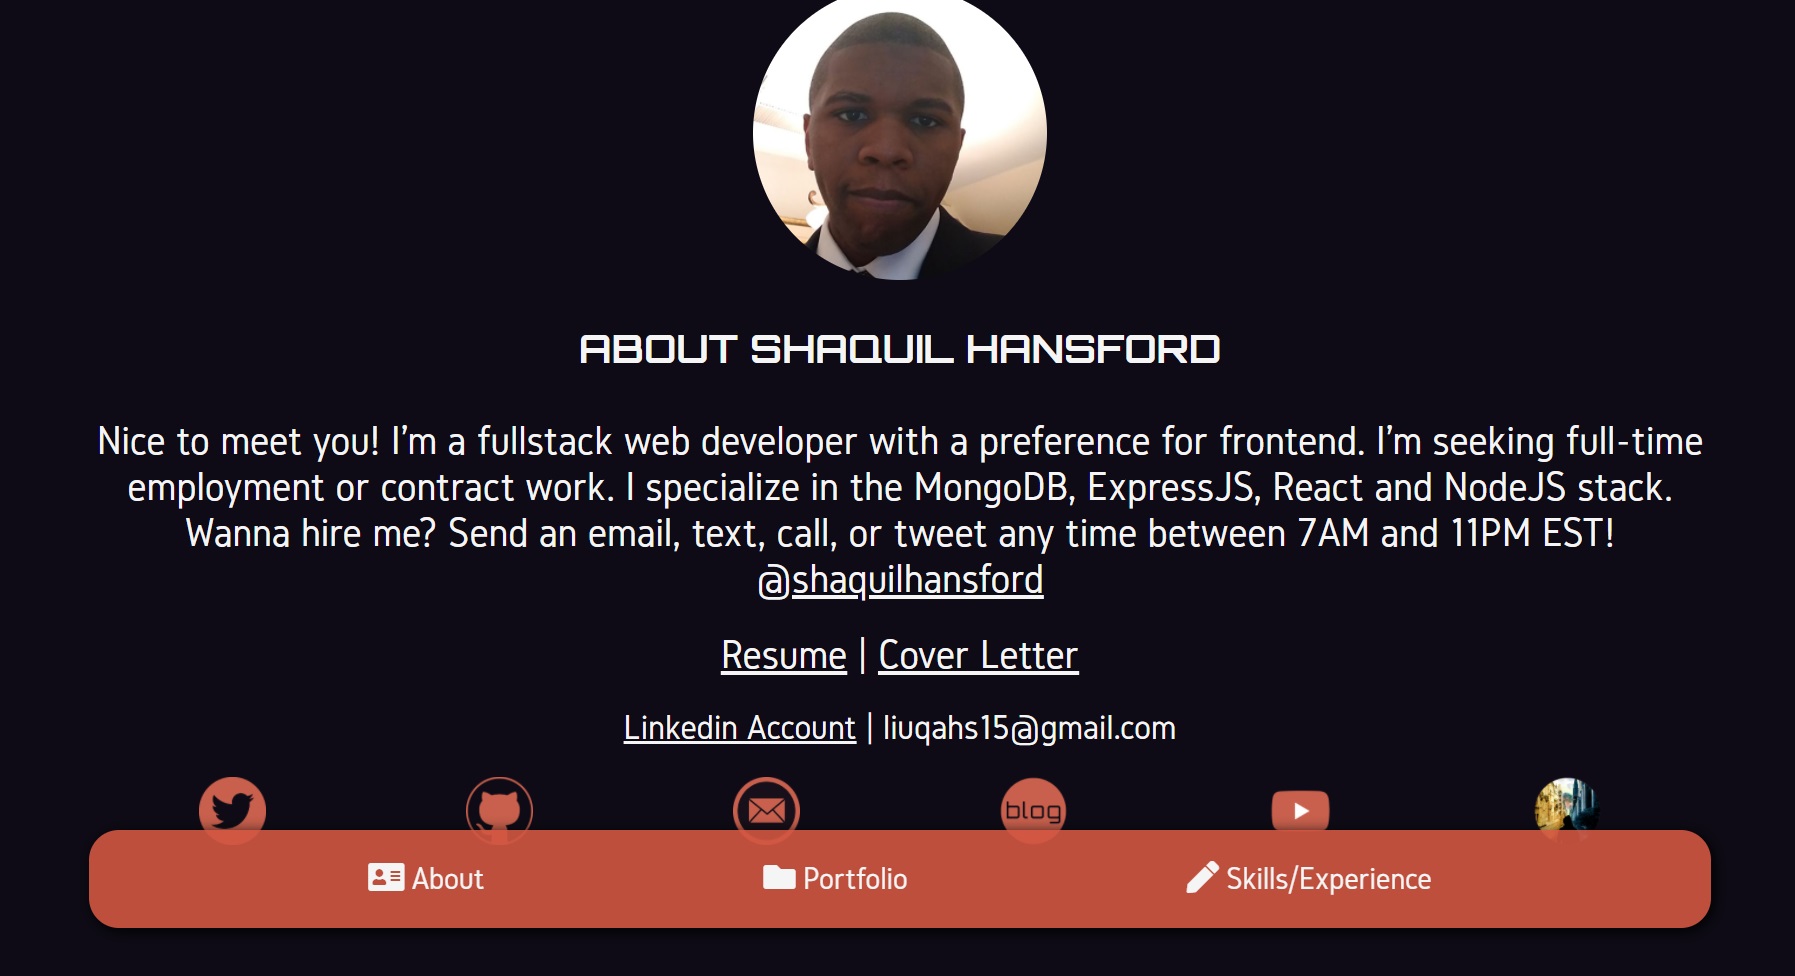 ABOUT SHAQUIL HANSFORD
Nice to meet you! I’m a fullstack web developer with a preference for frontend. I’m seeking full-time
employment or contract work. I specialize in the MongoDB, ExpressJS, React and NodeJS stack.
Wanna hire me? Send an email, text, call, or tweet any time between 7AM and 11PM EST!
@shaquilhansford
Resume | Cover Letter
Linkedin Account | liuqahs15@gmail.com
blog
About Portfolio Skills/Experience